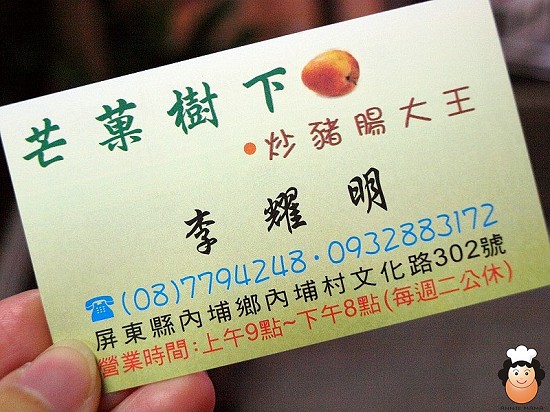 芒菓樹下
•炒豬腸大王
李耀明
☎(08)7794248·0932883172
屏東縣內埔鄉內埔村文化路302號
營業時間:上午9點~下午8點(每週二公休)